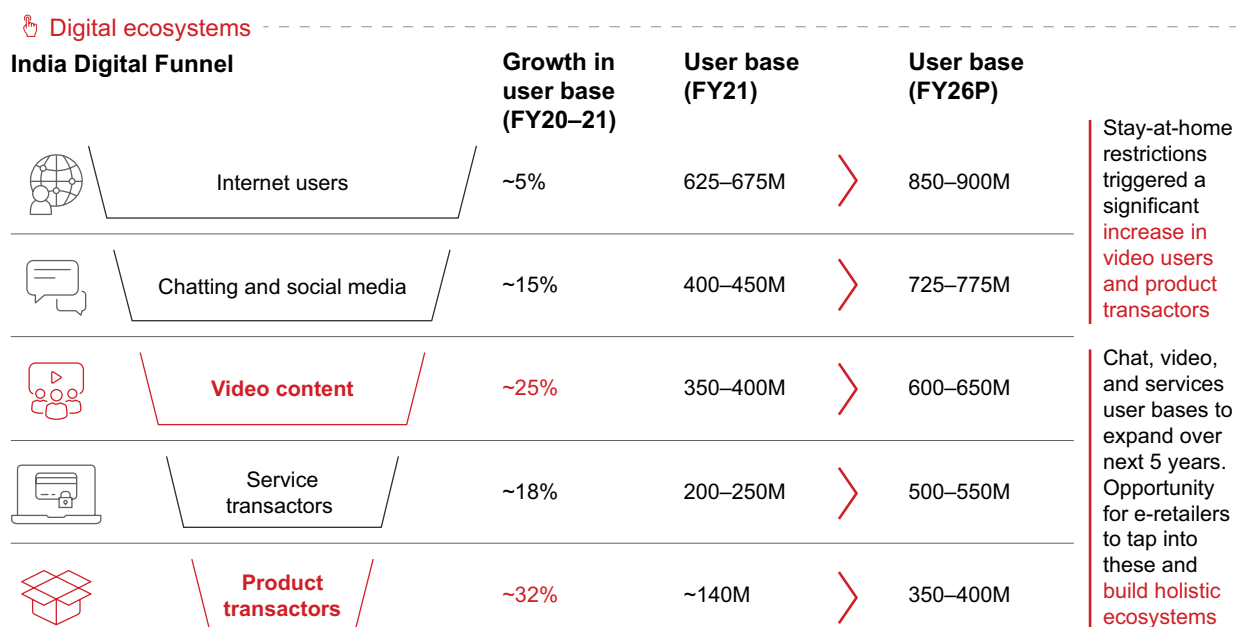 Digital ecosystems
India Digital Funnel
Growth in
user base
(FY20–21)
User base
(FY21)
User base
(FY26P)
Internet users
~5%
625–675M
850–900M
Chatting and social media
~15%
400–450M
725–775M
Video content
~25%
350–400M
600–650M
Service
transactors
~18%
200–250M
500–550M
Product
transactors
~32%
~140M
350–400M
Stay-at-home
restrictions
triggered a
significant
increase in
video users
and product
transactors
Chat, video,
and services
user bases to
expand over
next 5 years.
Opportunity
for e-retailers
to tap into
these and
build holistic
ecosystems